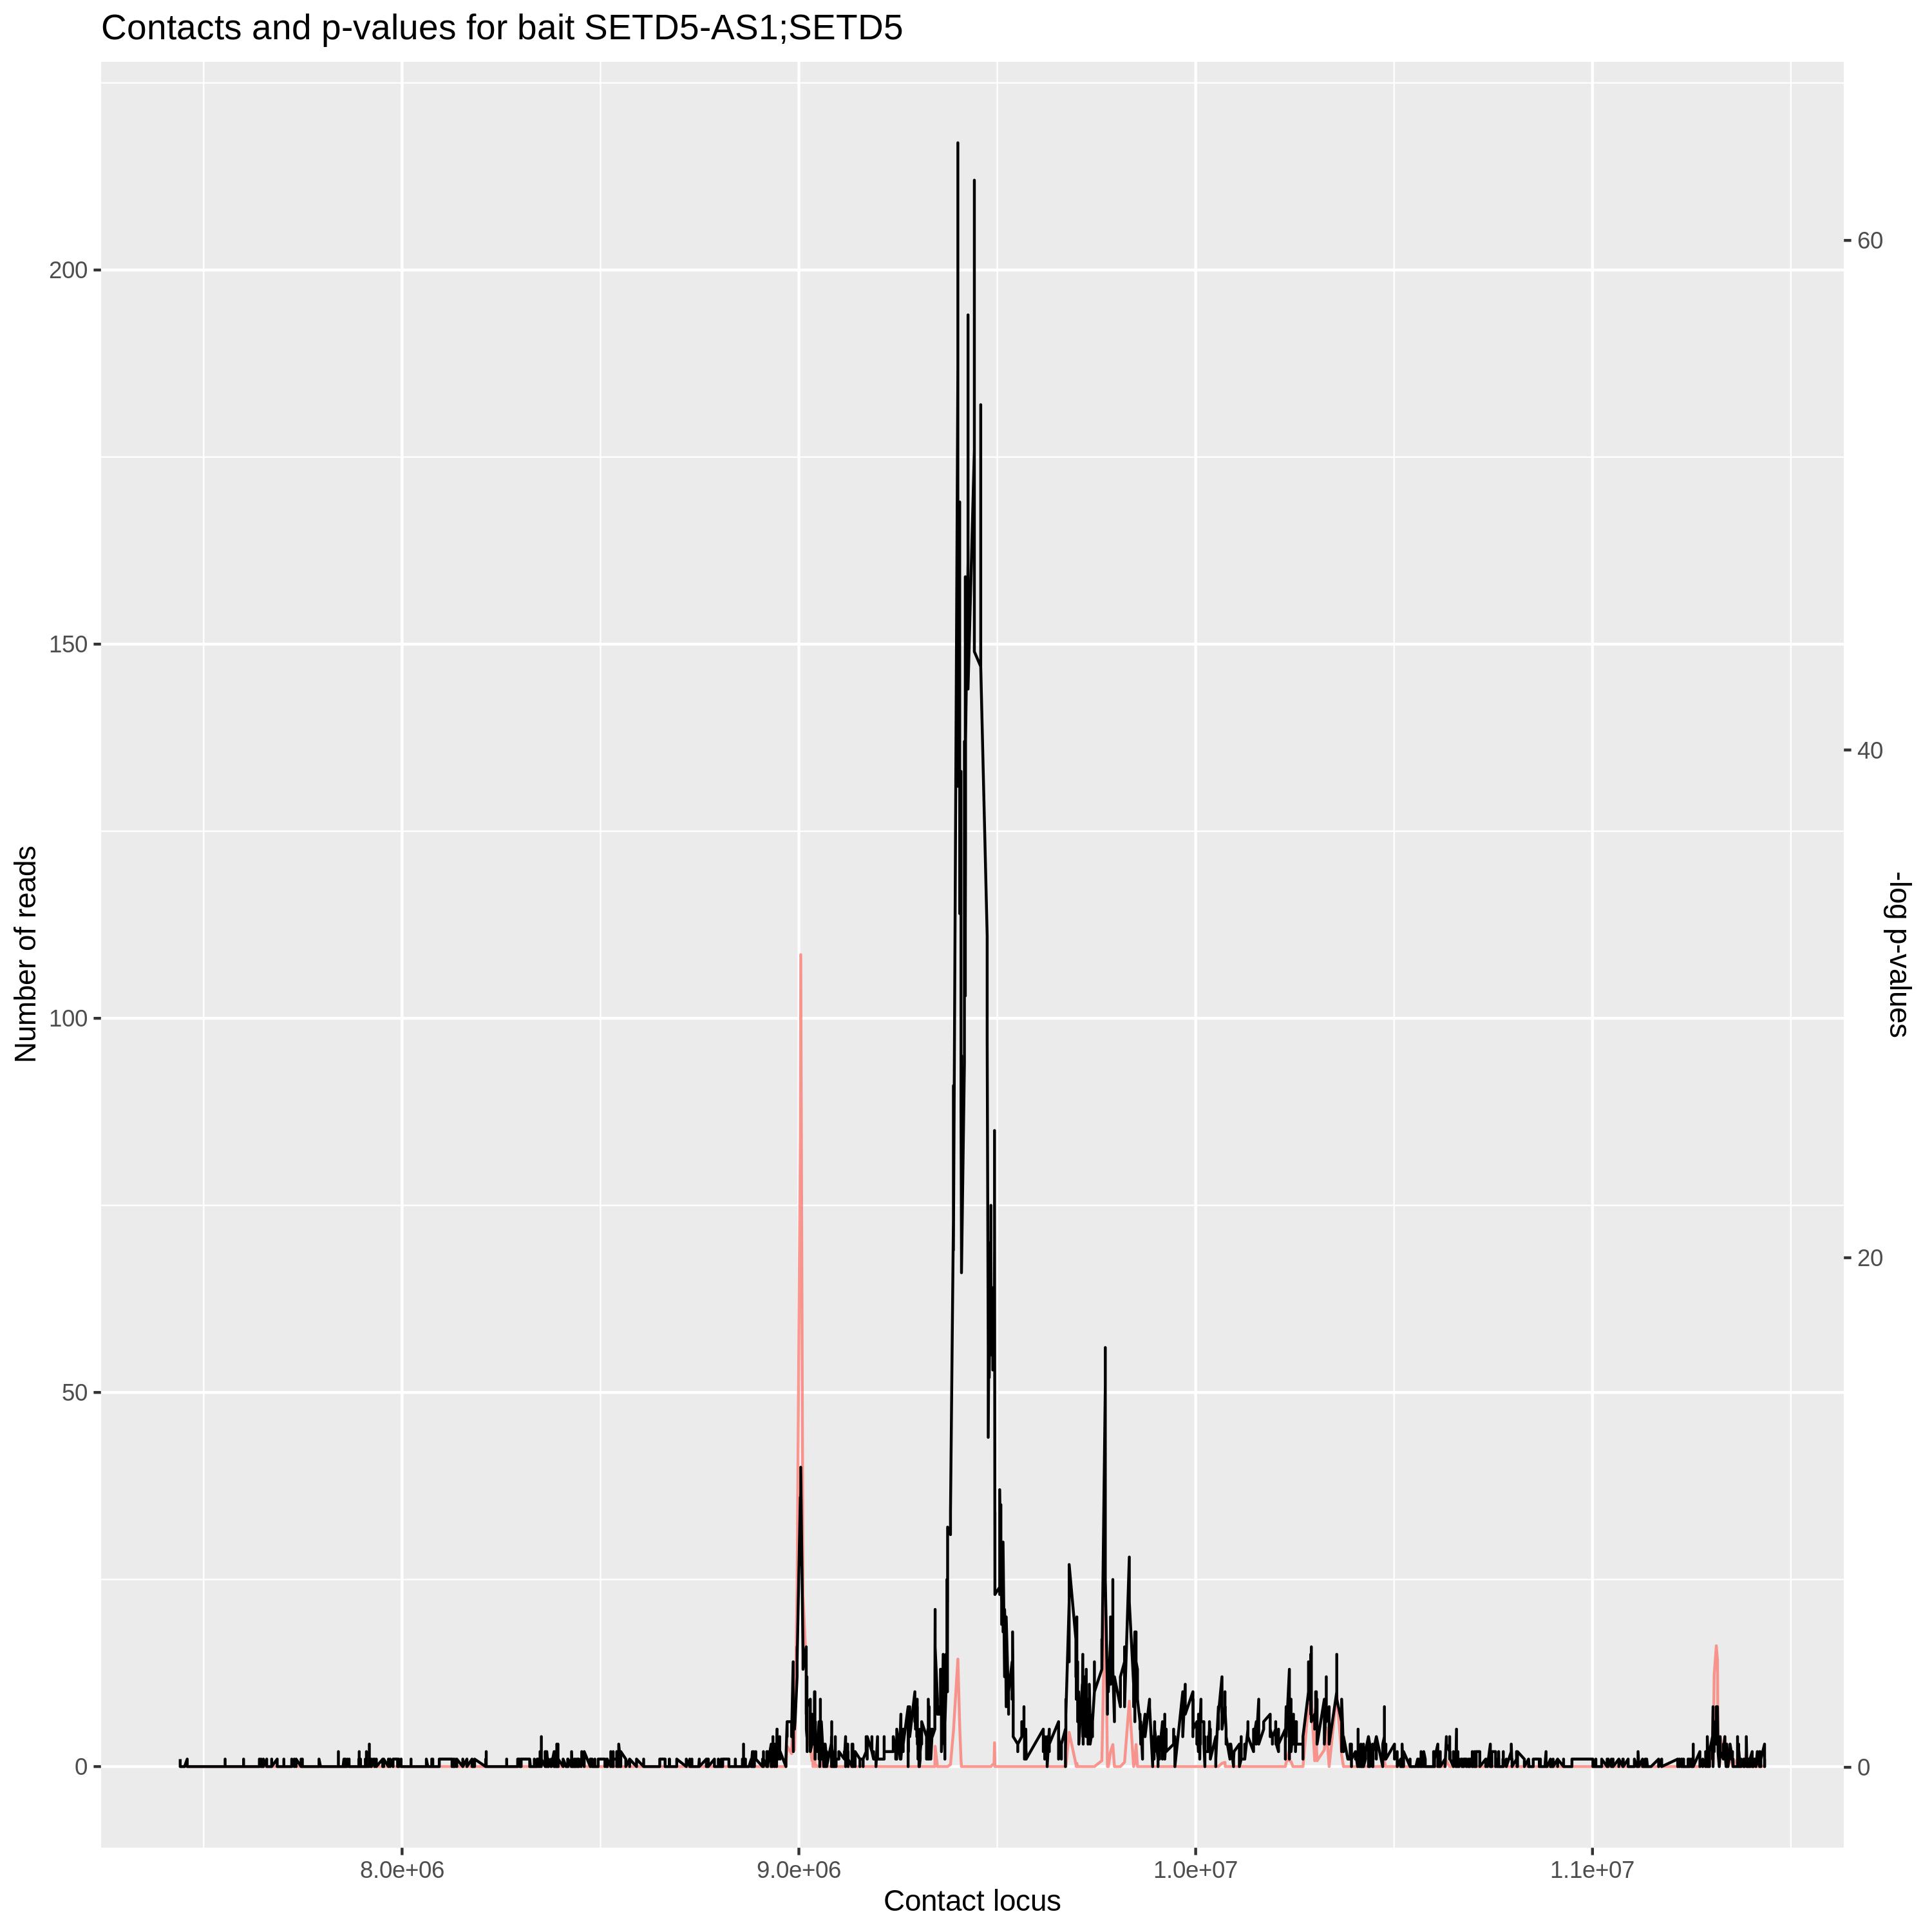 Contacts and p-values for bait SETD5-AS1;SETD5
200
150
100
50
0
60
40
20
0
Number of reads
-log p-values
8.0e+06 9.0e+06 1.0e+07 1.1e+07
Contact locus